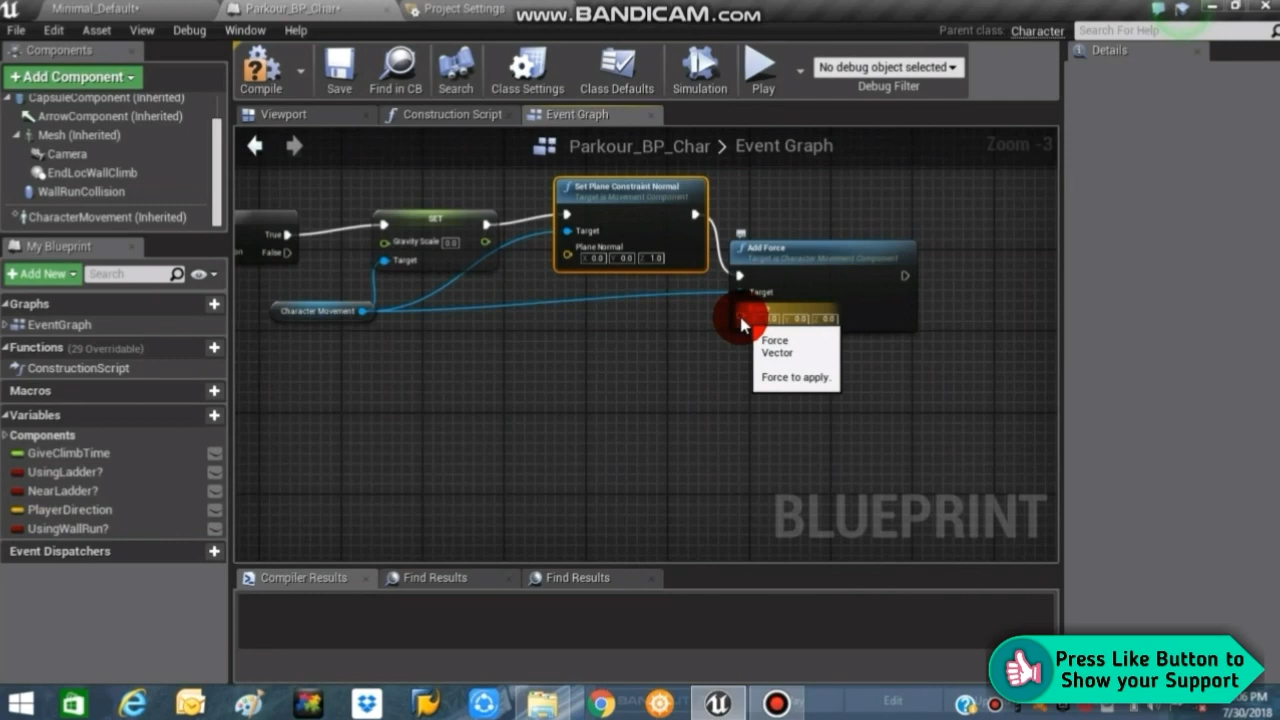 Minimal_Default*
Parkour_BP_Char*
Project Settings
www.BANDICAM.com
File Edit Asset View Debug Window Help
Parent class: Character
Search For Help
Components
+Add Component
CapsuleComponent (Inherited)
ArrowComponent (Inherited)
Mesh (Inherited)
Camera
EndLocWallClimb
WallRunCollision
CharacterMovement (Inherited)
Compile
Save
Find in CB
Search
Class Settings
Class Defaults
Simulation
Play
No debug object selected
Debug Filter
Details
Viewport
Construction Script
Event Graph
Parkour_BP_Char > Event Graph
Zoom -3
True
False
SET
Gravity Scale 0.0
Target
Character Movement
Set Plane Constraint Normal
Target is Movement Component
Target
Plane Normal
X 0.0 Y 0.0 Z 1.0
Add Force
Target is Character Movement Component
Target
0.0 0.0
Force
Vector
Force to apply.
BLUEPRINT
My Blueprint
+Add New
Search
Graphs
EventGraph
Functions (29 Overridable)
ConstructionScript
Macros
Variables
Components
GiveClimbTime
UsingLadder?
NearLadder?
PlayerDirection
UsingWallRun?
Event Dispatchers
Compiler Results
Find Results
Find Results
Press Like Button to
Show your Support
Edit
PM
7/30/2018